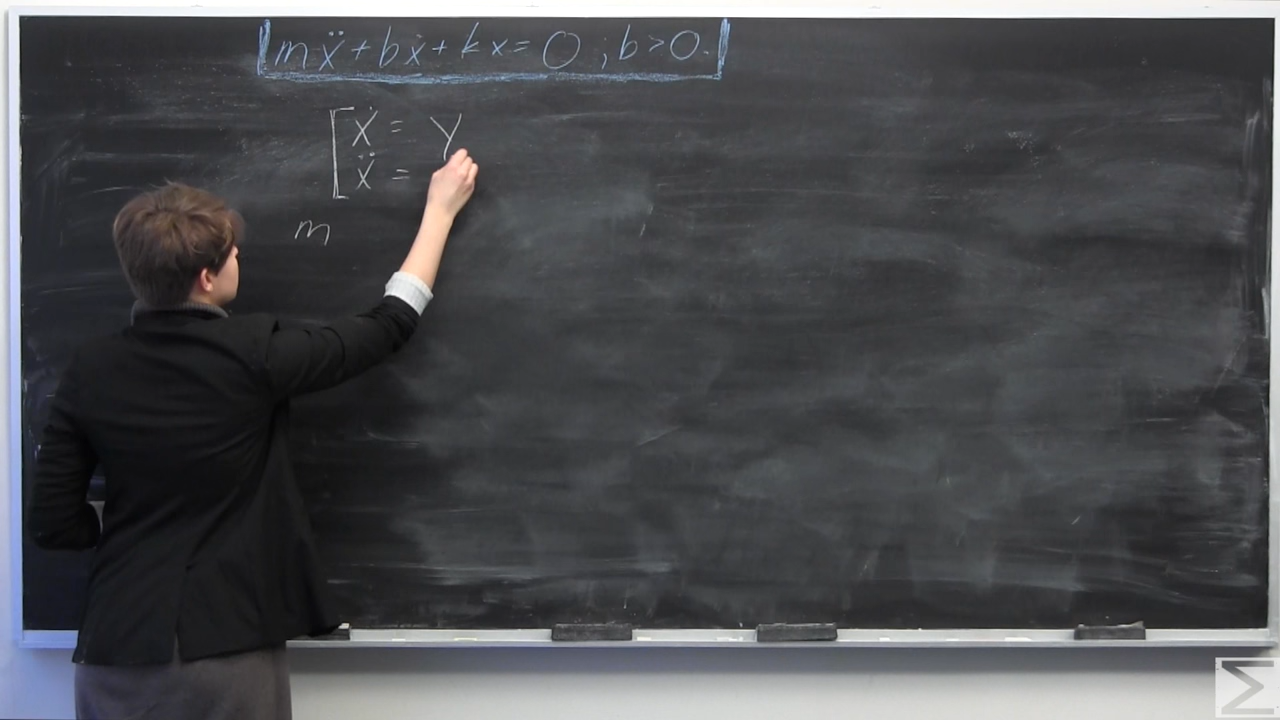 mẍ + bẋ + kx = 0 ; b > 0.
ẋ = y
ẍ =
m
Σ